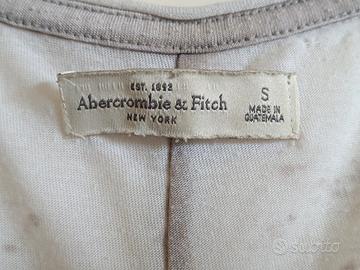 EST. 1892
Abercrombie & Fitch
NEW YORK
S
MADE IN
GUATEMALA
subito